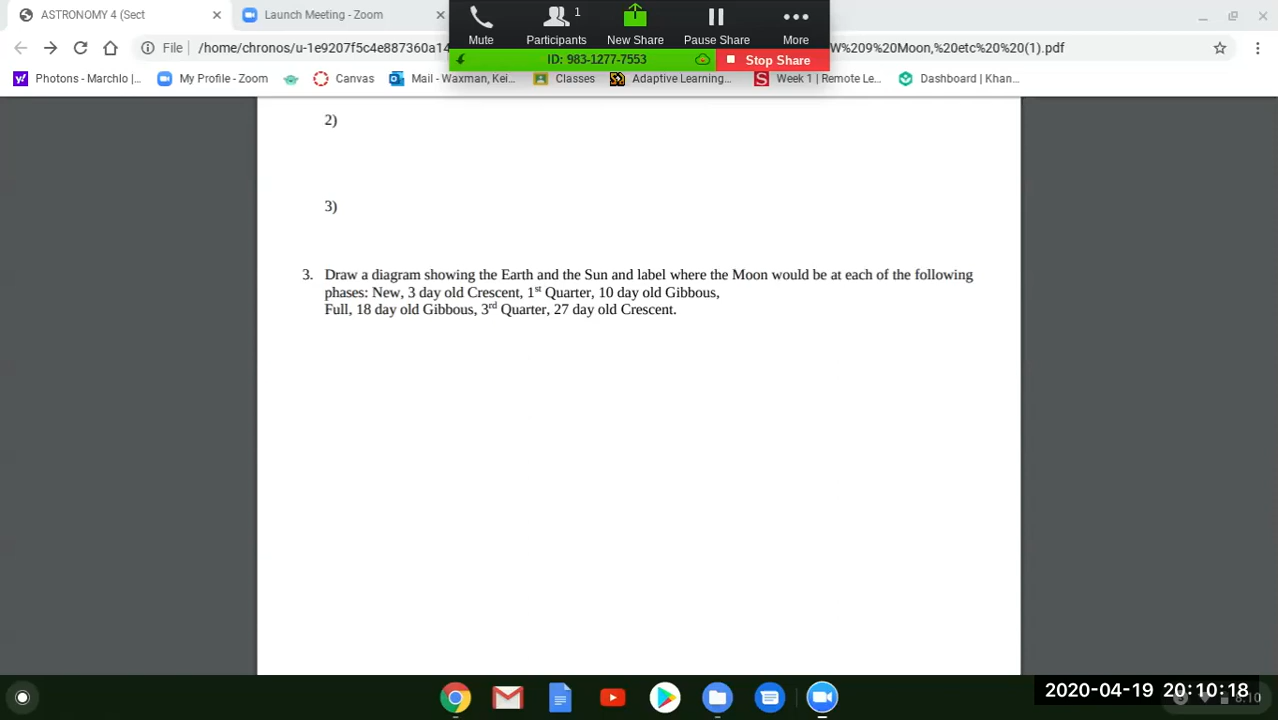 ASTRONOMY 4 (Sect
Launch Meeting - Zoom
Mute
Participants
1
New Share
Pause Share
More
ID: 983-1277-7553
Stop Share
File
/home/chronos/u-1e9207f5c4e887360a14
W%209%20Moon,%20etc%20%20(1).pdf
Photons - Marchlo |...
My Profile - Zoom
Canvas
Mail - Waxman, Kei...
Classes
Adaptive Learning...
Week 1 | Remote Le...
Dashboard | Khan...
2)
3)
3. Draw a diagram showing the Earth and the Sun and label where the Moon would be at each of the following
phases: New, 3 day old Crescent, 1st Quarter, 10 day old Gibbous,
Full, 18 day old Gibbous, 3rd Quarter, 27 day old Crescent.
2020-04-19 20:10:18
8:10